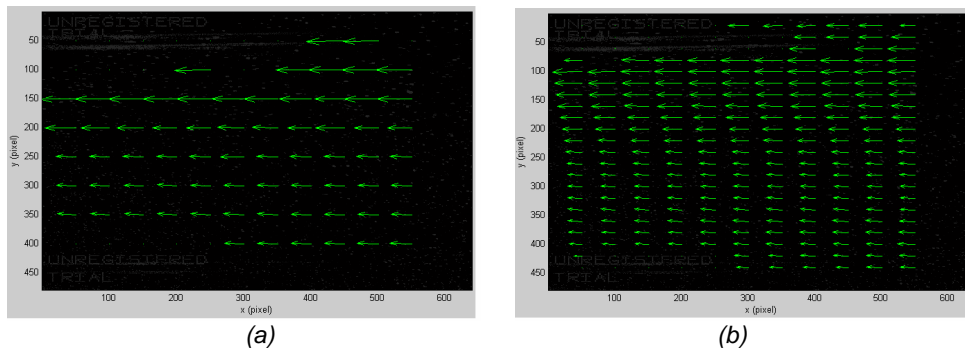 UNREGISTERED
TRIAL
50
100
150
200
250
300
350
400
450
y (pixel)
UNREGISTERED
TRIAL
100
200
300
400
500
600
x (pixel)
(a)
UNREGISTERED
TRIAL
50
100
150
200
250
300
350
400
450
y (pixel)
UNREGISTERED
TRIAL
100
200
300
400
500
600
x (pixel)
(b)